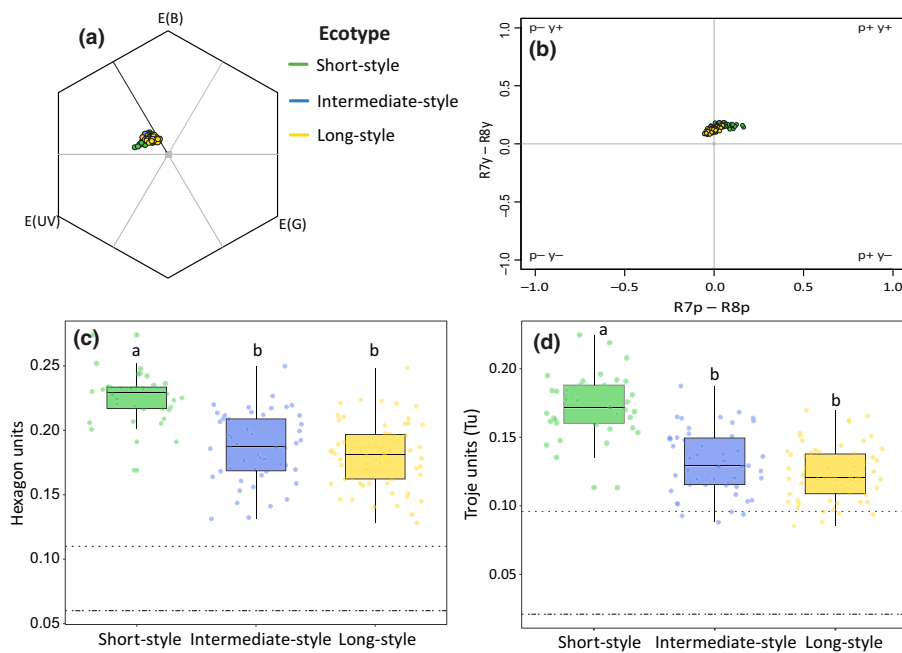 (a)
E(B)
E(UV)
E(G)
Ecotype
Short-style
Intermediate-style
Long-style
(b)
p− y+
p+ y+
p− y−
p+ y−
R7y − R8y
1.0
0.5
0.0
−0.5
−1.0
−1.0
−0.5
0.0
0.5
1.0
R7p − R8p
(c)
a
b
b
Hexagon units
0.25
0.20
0.15
0.10
0.05
Short-style
Intermediate-style
Long-style
(d)
a
b
b
Troje units (Tu)
0.20
0.15
0.10
0.05
Short-style
Intermediate-style
Long-style